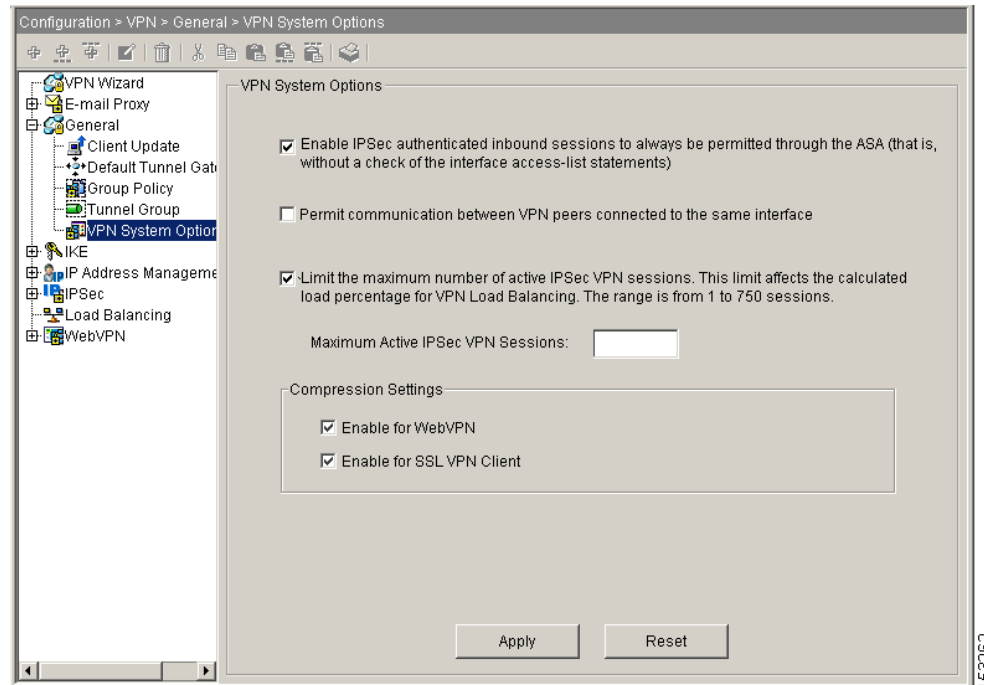 Configuration > VPN > General > VPN System Options
VPN Wizard
E-mail Proxy
General
Client Update
Default Tunnel Gat
Group Policy
Tunnel Group
VPN System Option
IKE
IP Address Manageme
IPSec
Load Balancing
WebVPN
VPN System Options
Enable IPSec authenticated inbound sessions to always be permitted through the ASA (that is,
without a check of the interface access-list statements)
Permit communication between VPN peers connected to the same interface
Limit the maximum number of active IPSec VPN sessions. This limit affects the calculated
load percentage for VPN Load Balancing. The range is from 1 to 750 sessions.
Maximum Active IPSec VPN Sessions:
Compression Settings
Enable for WebVPN
Enable for SSL VPN Client
Apply
Reset